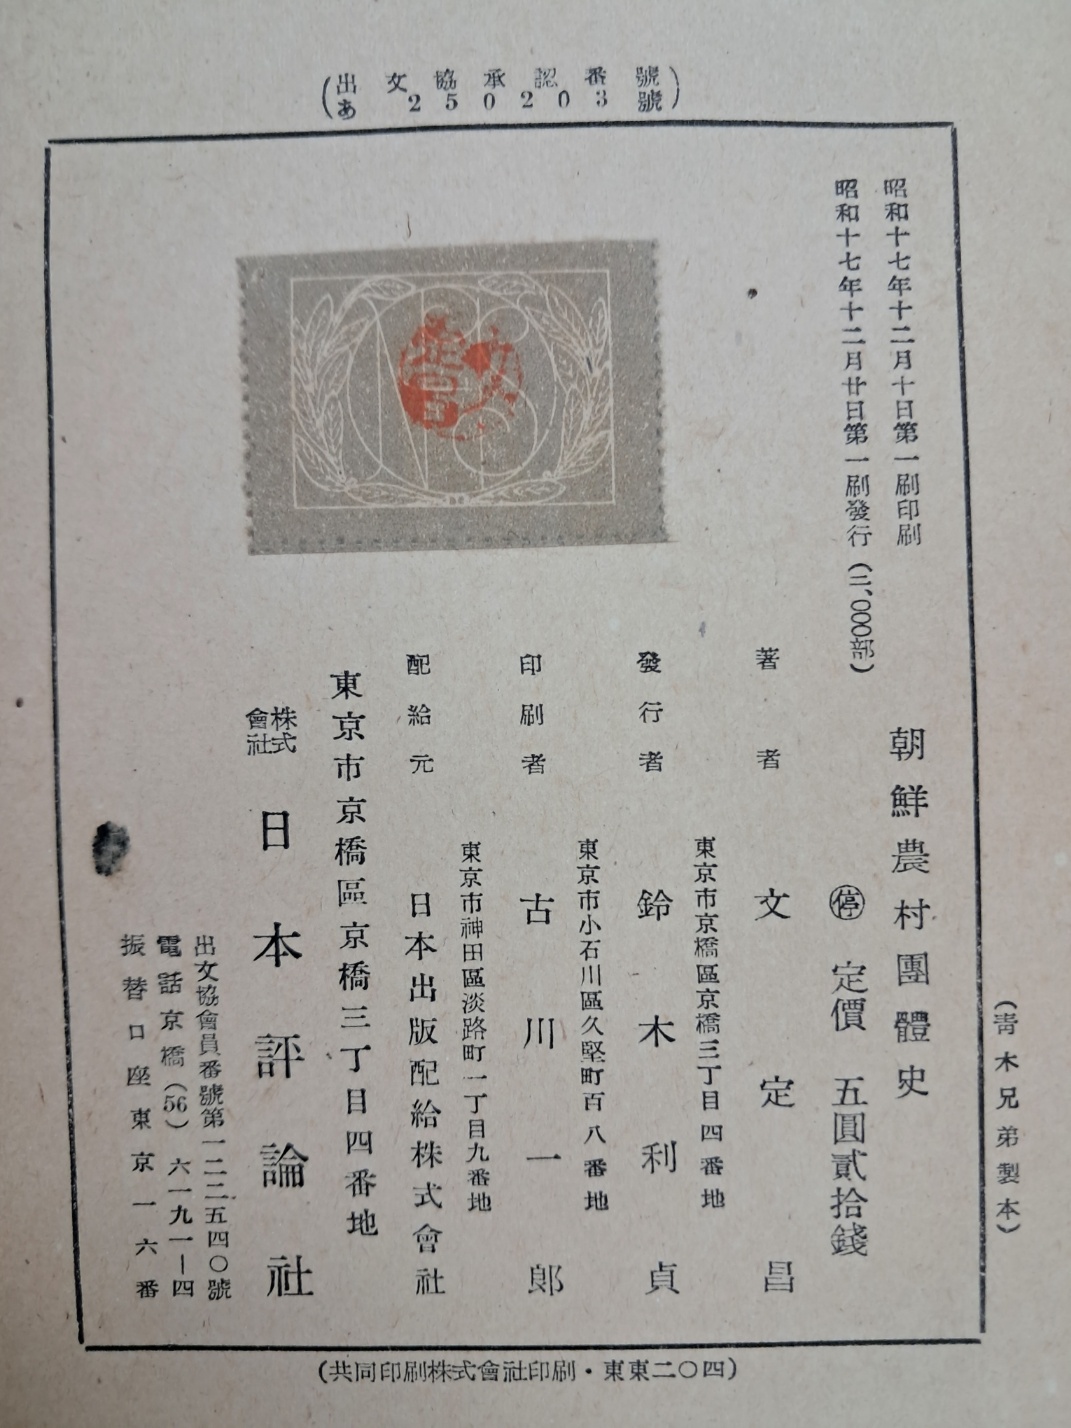 (出文協承認番號
あ250203號)
昭和十七年十二月十日第一刷印刷
昭和十七年十二月廿日第一刷發行(二、000部)
朝鮮農村團體史
停 定價 五圓貳拾錢
著者 文定昌
東京市京橋區京橋三丁目四番地
發行者 鈴木利貞
東京市小石川區久堅町百八番地
印刷者 古川一郎
東京市神田區淡路町一丁目九番地
配給元 日本出版配給株式會社
東京市京橋區京橋三丁目四番地
株式會社 日本評論社
出文協會員番號第一二二五四〇號
電話京橋(56)六一九一—四
振替口座東京一六番
(青木兄弟製本)
(共同印刷株式會社印刷・東東二〇四)